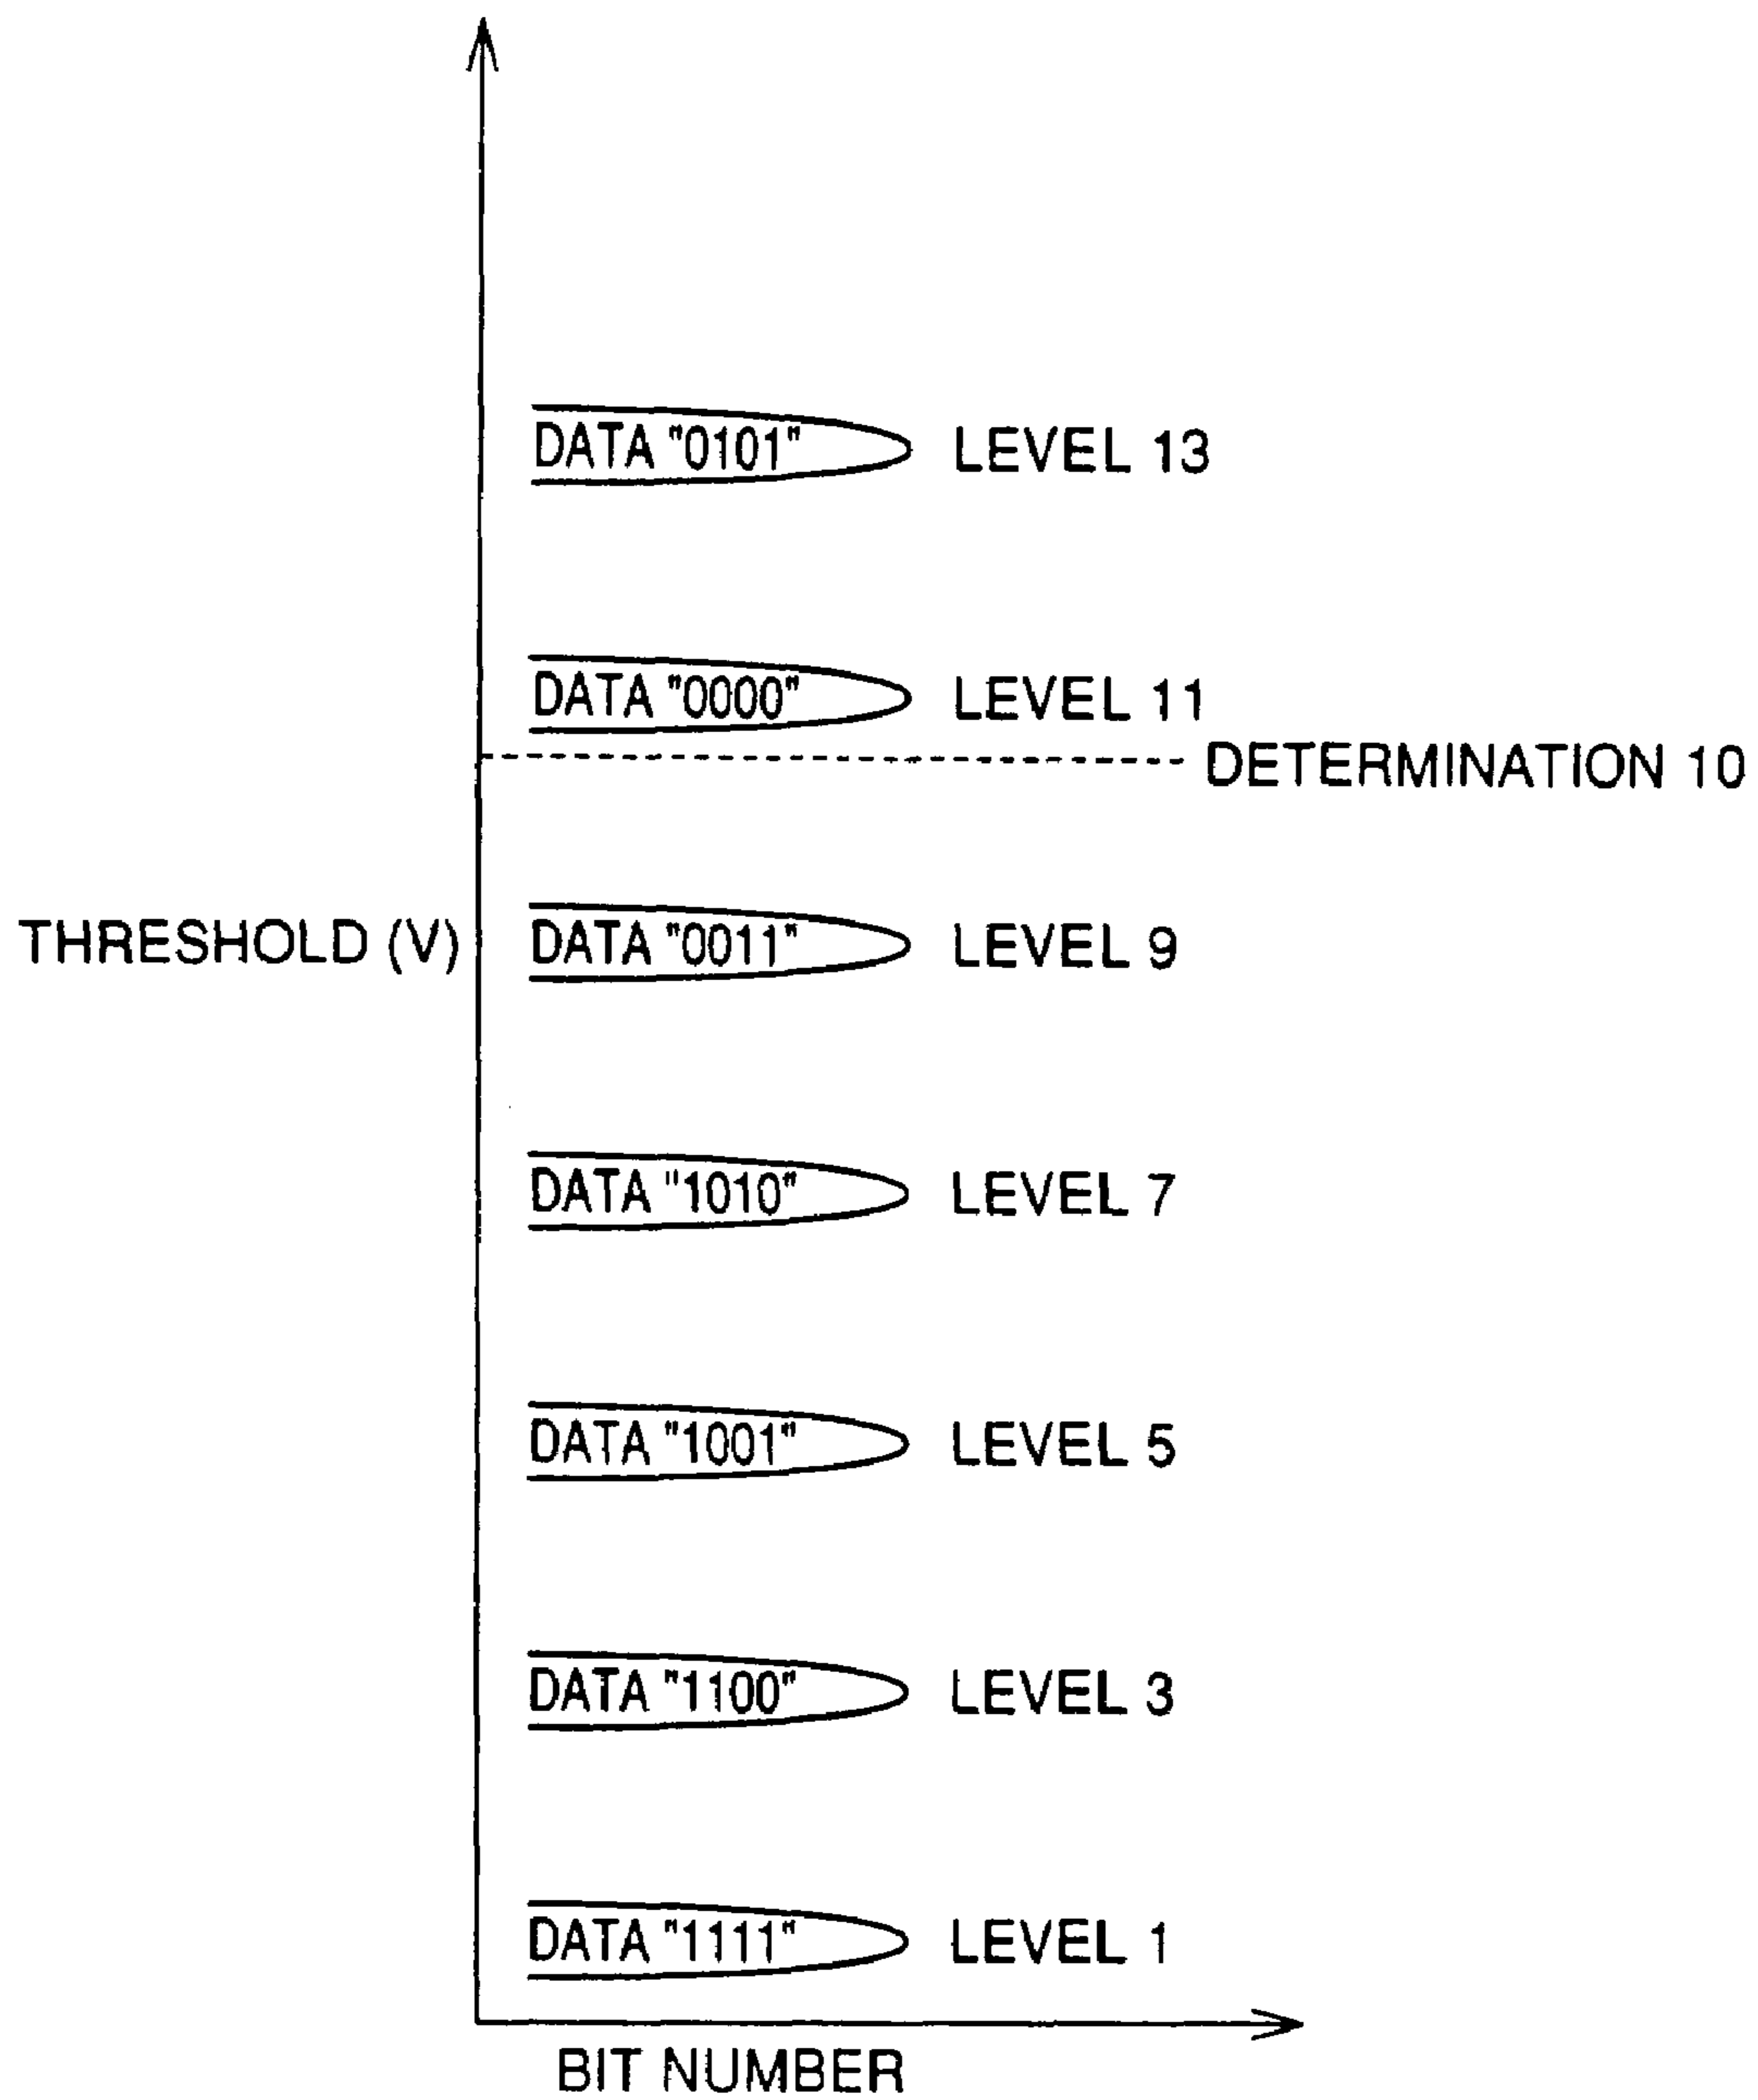 DATA "0101" LEVEL 13
DATA "0000" LEVEL 11
DETERMINATION 10
THRESHOLD (V) DATA "0011" LEVEL 9
DATA "1010" LEVEL 7
DATA "1001" LEVEL 5
DATA "1100" LEVEL 3
DATA "1111" LEVEL 1
BIT NUMBER